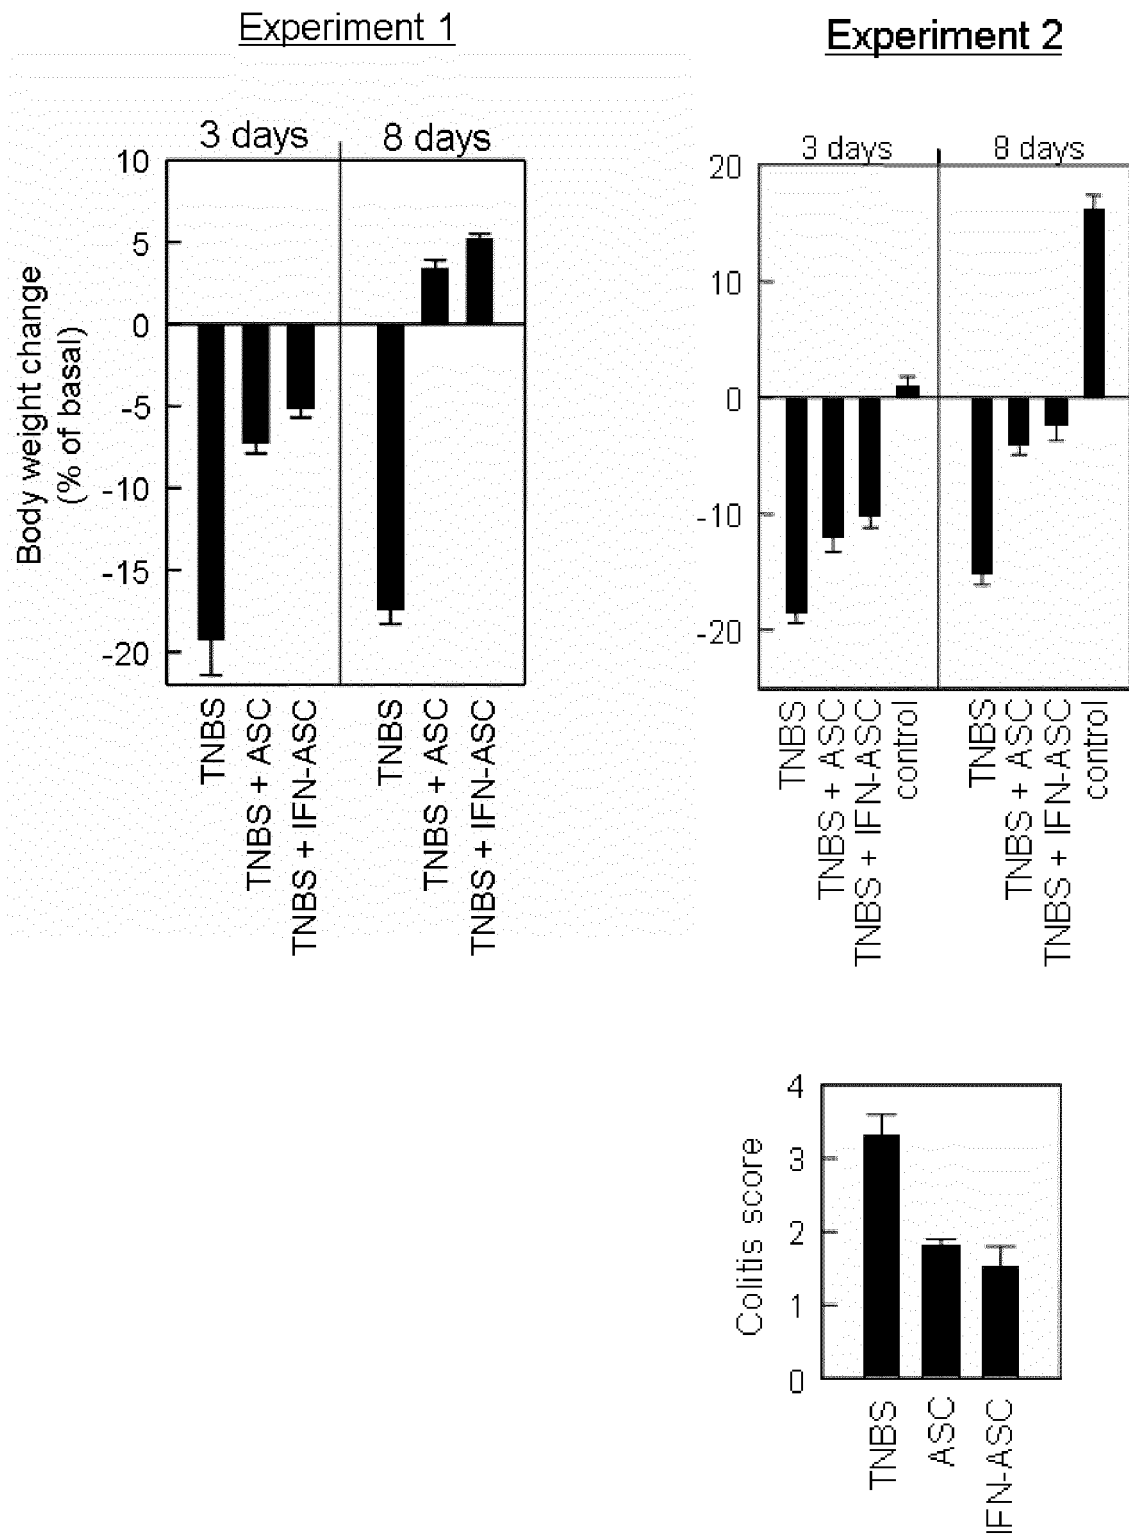 Experiment 1
3 days
8 days
10
5
0
-5
-10
-15
-20
Body weight change
(% of basal)
TNBS
TNBS + ASC
TNBS + IFN-ASC
TNBS
TNBS + ASC
TNBS + IFN-ASC
Experiment 2
3 days
8 days
20
10
0
-10
-20
TNBS
TNBS + ASC
TNBS + IFN-ASC
control
TNBS
TNBS + ASC
TNBS + IFN-ASC
control
4
3
2
1
0
Colitis score
TNBS
ASC
IFN-ASC